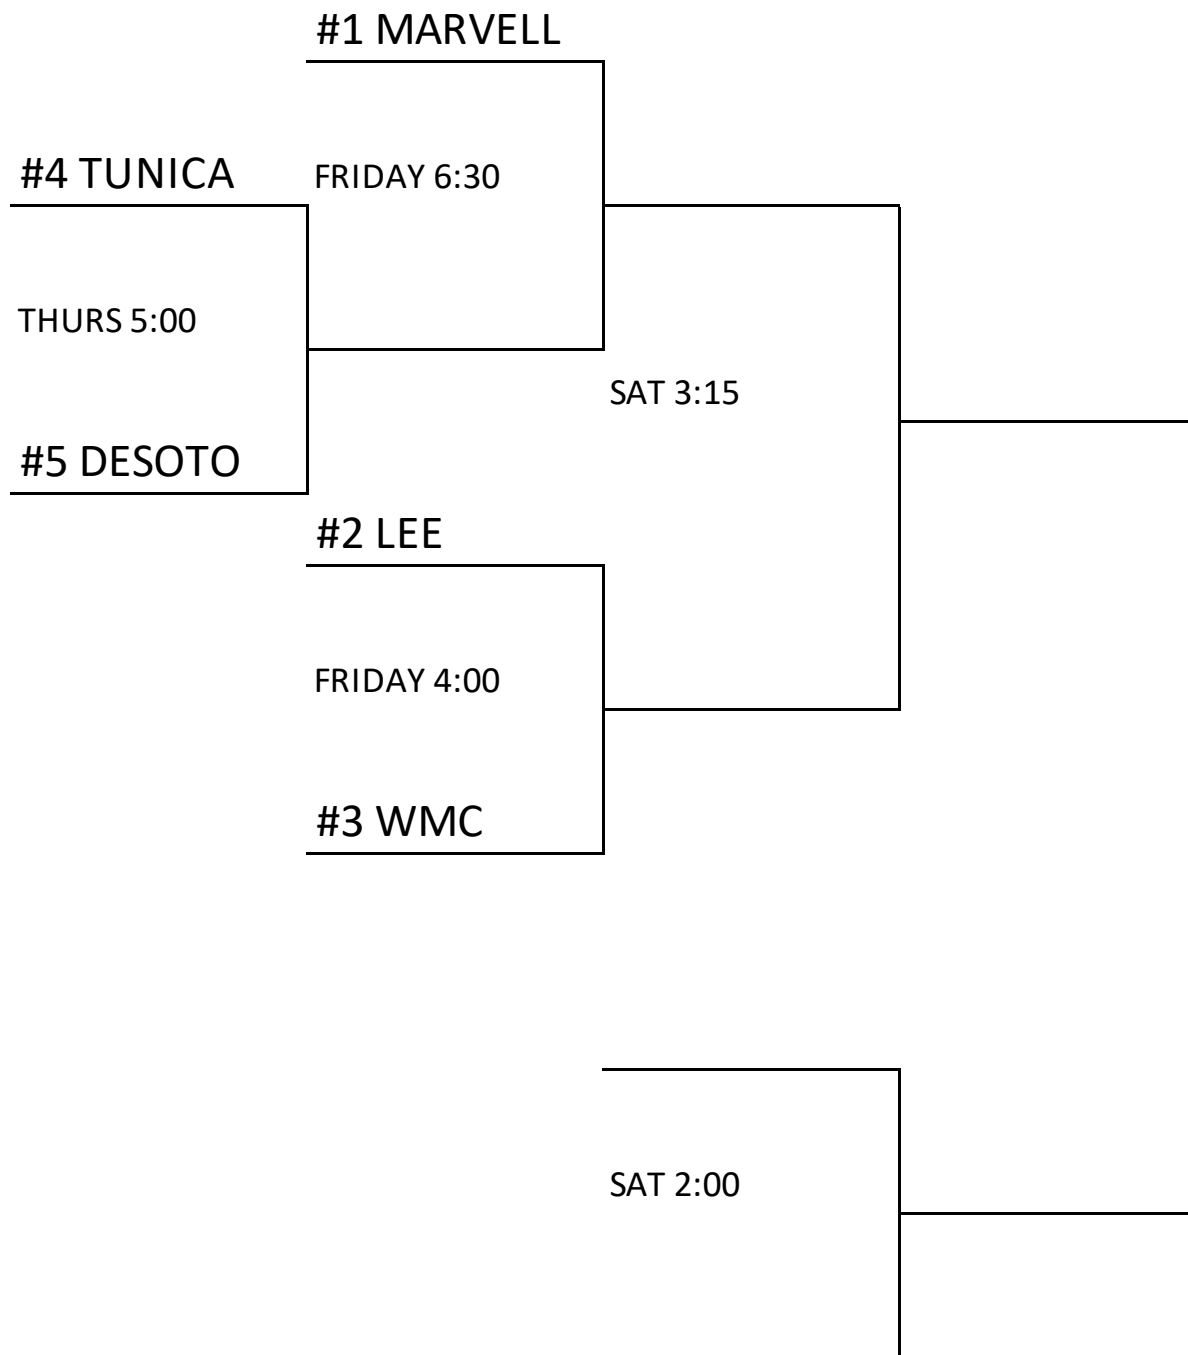 #1 MARVELL
#4 TUNICA
FRIDAY 6:30
THURS 5:00
SAT 3:15
#5 DESOTO
#2 LEE
FRIDAY 4:00
#3 WMC
SAT 2:00